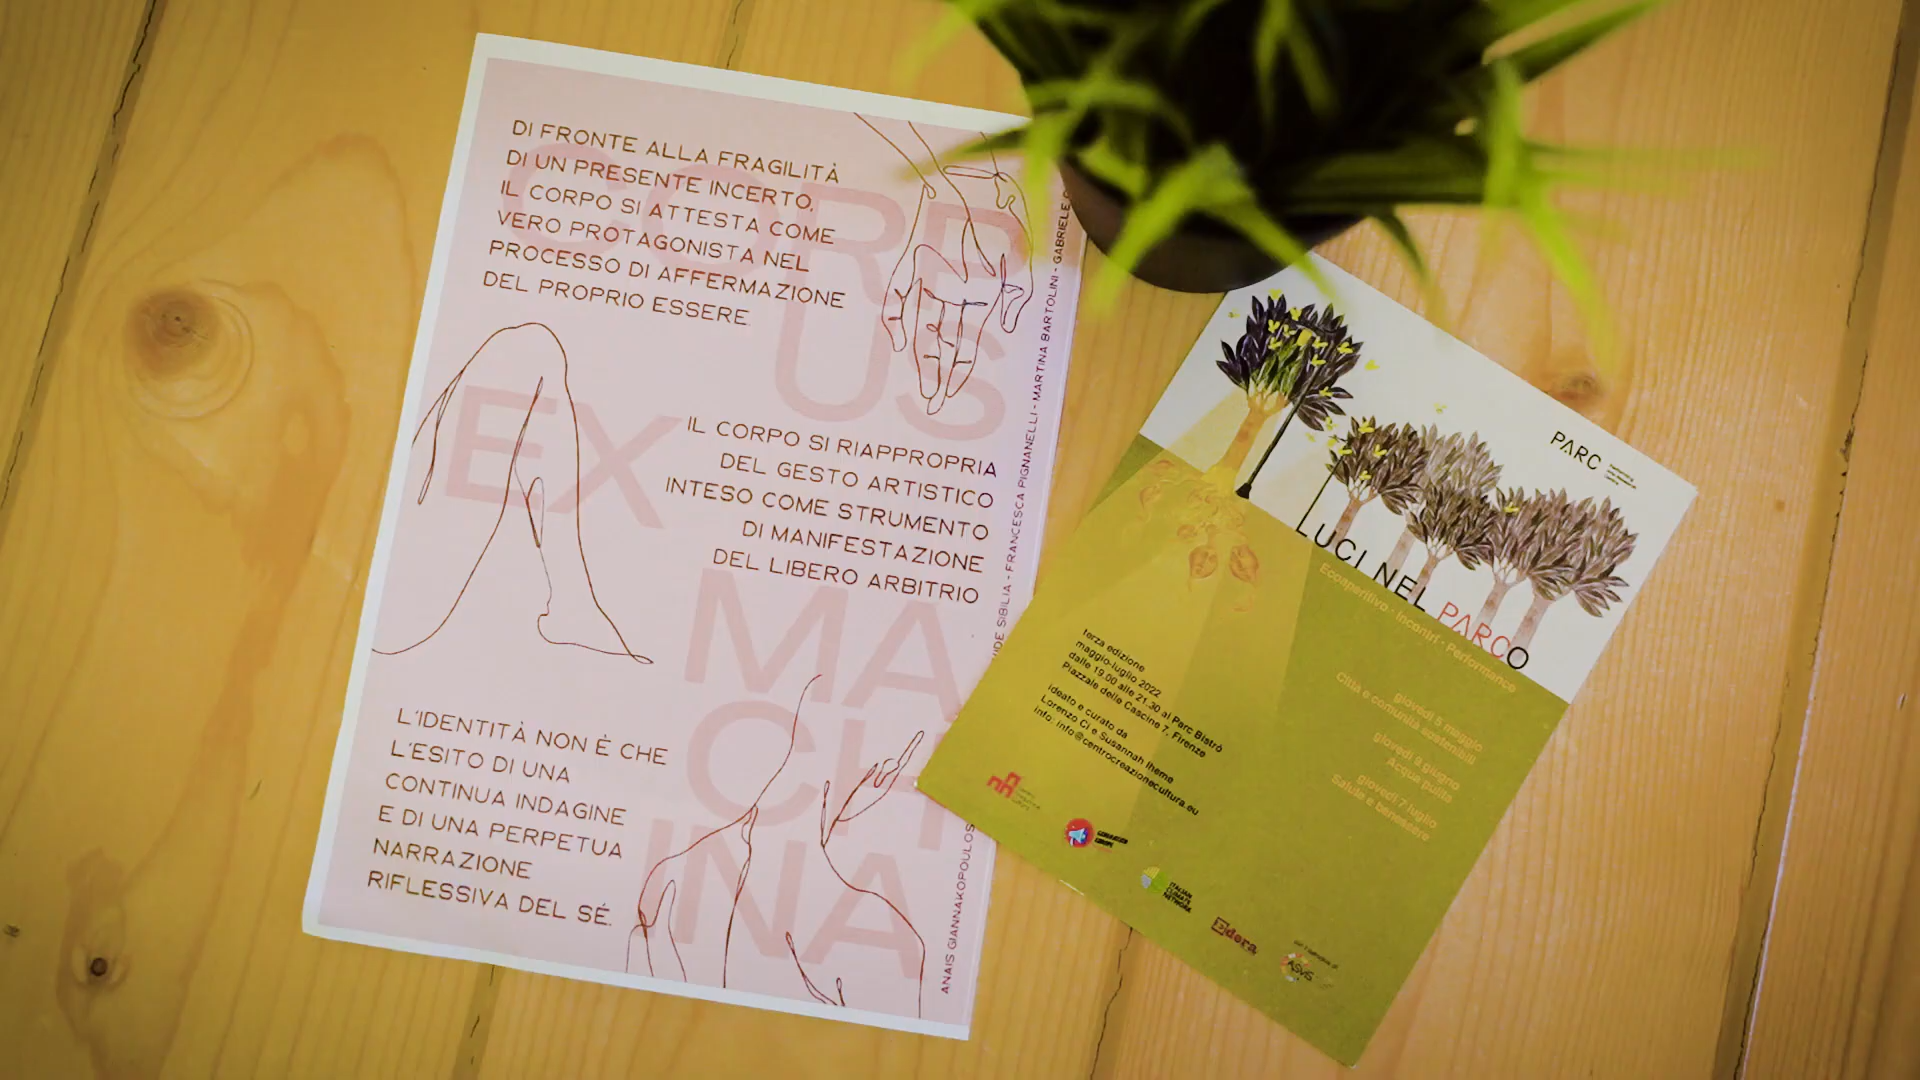 DI FRONTE ALLA FRAGILITÀ
DI UN PRESENTE INCERTO,
IL CORPO SI ATTESTA COME
VERO PROTAGONISTA NEL
PROCESSO DI AFFERMAZIONE
DEL PROPRIO ESSERE.
CORP
US
EX
MA
CH
INA
IL CORPO SI RIAPPROPRIA
DEL GESTO ARTISTICO
INTESO COME STRUMENTO
DI MANIFESTAZIONE
DEL LIBERO ARBITRIO
L'IDENTITÀ NON È CHE
L'ESITO DI UNA
CONTINUA INDAGINE
E DI UNA PERPETUA
NARRAZIONE
RIFLESSIVA DEL SÉ.
ANAIS GIANNAKOPOULOS
SIBILIA - FRANCESCA PIGNANELLI - MARTINA BARTOLINI - GABRIELE
PARC
LUCI NEL PARCO
Ecoaperitivo · Incontri · Performance
terza edizione
maggio-luglio 2022
dalle 19.00 alle 21.30 al Parc Bistrò
Piazzale delle Cascine 7, Firenze
ideato e curato da
Lorenzo Ci e Susannah Iheme
info: info@centrocreazionecultura.eu
giovedì 5 maggio
Città e comunità sostenibili
giovedì 9 giugno
Acqua pulita
giovedì 7 luglio
Salute e benessere
EUROPE
ITALIAN
CLIMATE
NETWORK
Edera
ASviS